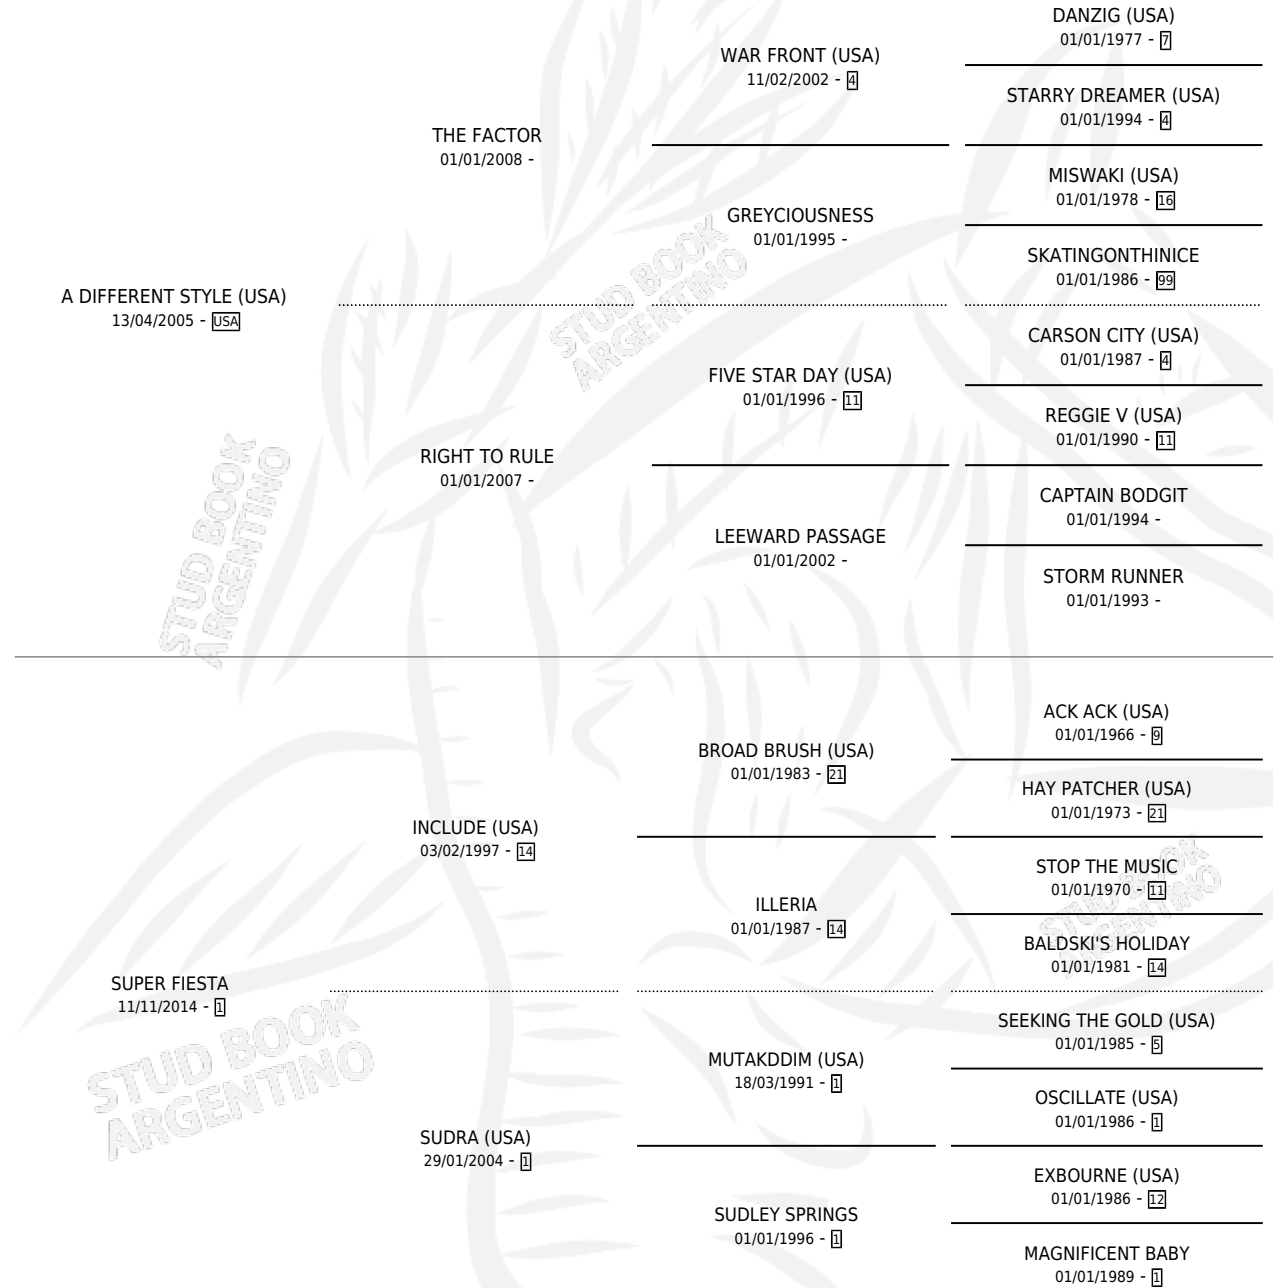 DANZIG (USA)
01/01/1977 - 7
WAR FRONT (USA)
11/02/2002 - 4
STARRY DREAMER (USA)
01/01/1994 - 4
THE FACTOR
01/01/2008 -
MISWAKI (USA)
01/01/1978 - 16
GREYCIOUSNESS
01/01/1995 -
SKATINGONTHINICE
01/01/1986 - 99
A DIFFERENT STYLE (USA)
13/04/2005 - USA
CARSON CITY (USA)
01/01/1987 - 4
FIVE STAR DAY (USA)
01/01/1996 - 11
REGGIE V (USA)
01/01/1990 - 11
RIGHT TO RULE
01/01/2007 -
CAPTAIN BODGIT
01/01/1994 -
LEEWARD PASSAGE
01/01/2002 -
STORM RUNNER
01/01/1993 -
ACK ACK (USA)
01/01/1966 - 9
BROAD BRUSH (USA)
01/01/1983 - 21
HAY PATCHER (USA)
01/01/1973 - 21
INCLUDE (USA)
03/02/1997 - 14
STOP THE MUSIC
01/01/1970 - 11
ILLERIA
01/01/1987 - 14
BALDSKI'S HOLIDAY
01/01/1981 - 14
SUPER FIESTA
11/11/2014 - 1
SEEKING THE GOLD (USA)
01/01/1985 - 5
MUTAKDDIM (USA)
18/03/1991 - 1
OSCILLATE (USA)
01/01/1986 - 1
SUDRA (USA)
29/01/2004 - 1
EXBOURNE (USA)
01/01/1986 - 12
SUDLEY SPRINGS
01/01/1996 - 1
MAGNIFICENT BABY
01/01/1989 - 1
STUD BOOK
ARGENTINO
STUD BOOK
ARGENTINO
STUD BOOK
ARGENTINO
STUD BOOK
ARGENTINO